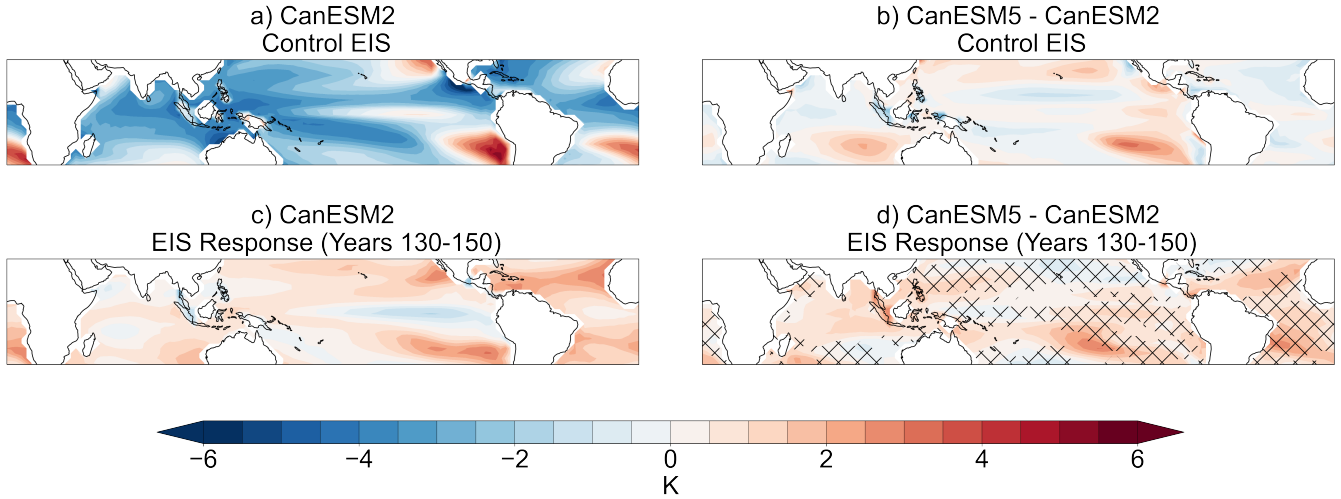 a) CanESM2
Control EIS
b) CanESM5 - CanESM2
Control EIS
c) CanESM2
EIS Response (Years 130-150)
d) CanESM5 - CanESM2
EIS Response (Years 130-150)
−6 −4 −2 0 2 4 6
K